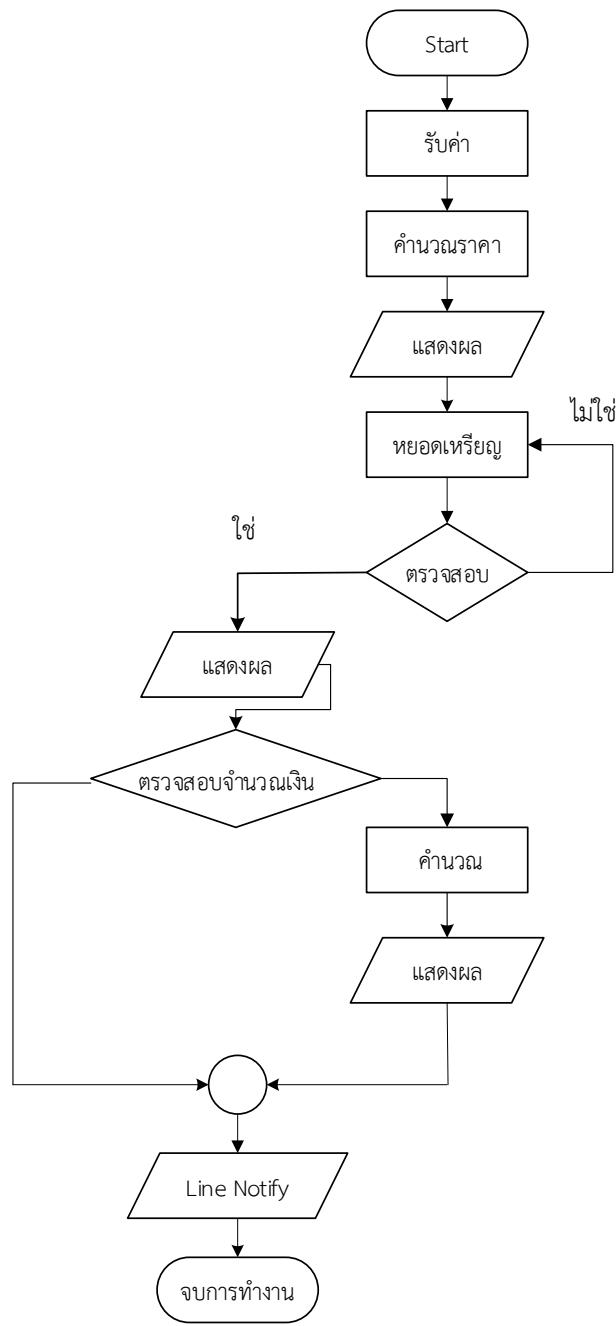 Start
รับค่า
คำนวณราคา
แสดงผล
ไม่ใช่
หยอดเหรียญ
ใช่
ตรวจสอบ
แสดงผล
ตรวจสอบจำนวณเงิน
คำนวณ
แสดงผล
Line Notify
จบการทำงาน